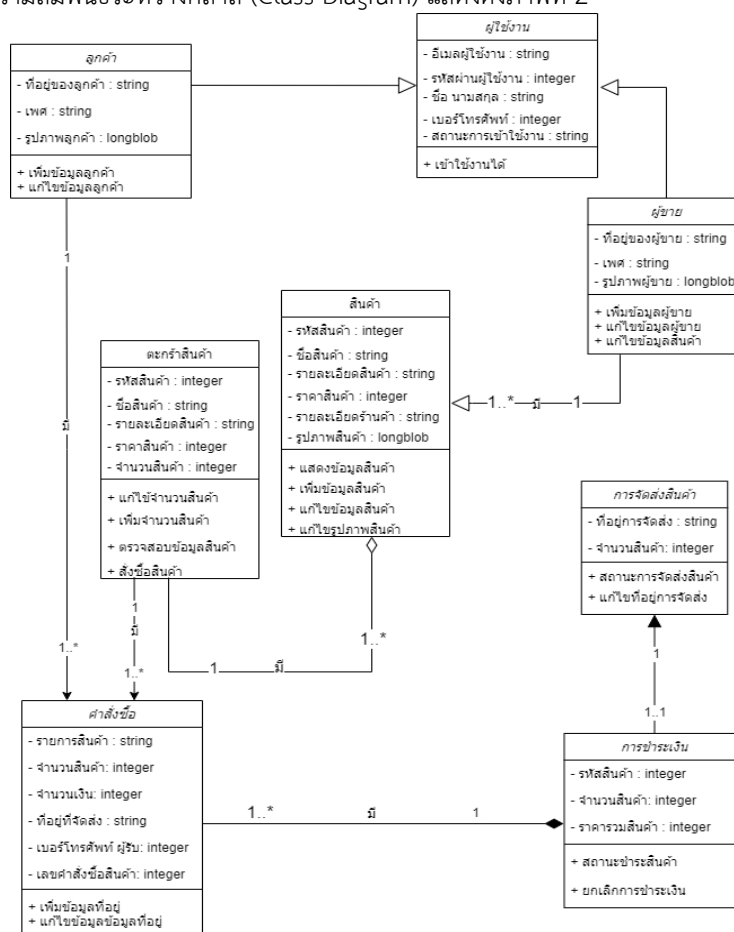 ผู้ใช้งาน
- อีเมลผู้ใช้งาน : string
- รหัสผ่านผู้ใช้งาน : integer
- ชื่อ นามสกุล : string
- เบอร์โทรศัพท์ : integer
- สถานะการเข้าใช้งาน : string
+ เข้าใช้งานได้
ลูกค้า
- ที่อยู่ของลูกค้า : string
- เพศ : string
- รูปภาพลูกค้า : longblob
+ เพิ่มข้อมูลลูกค้า
+ แก้ไขข้อมูลลูกค้า
ผู้ขาย
- ที่อยู่ของผู้ขาย : string
- เพศ : string
- รูปภาพผู้ขาย : longblob
+ เพิ่มข้อมูลผู้ขาย
+ แก้ไขข้อมูลผู้ขาย
+ แก้ไขข้อมูลสินค้า
1
มี
1..*
สินค้า
- รหัสสินค้า : integer
- ชื่อสินค้า : string
- รายละเอียดสินค้า : string
- ราคาสินค้า : integer
- รายละเอียดร้านค้า : string
- รูปภาพสินค้า : longblob
+ แสดงข้อมูลสินค้า
+ เพิ่มข้อมูลสินค้า
+ แก้ไขข้อมูลสินค้า
+ แก้ไขรูปภาพสินค้า
1..* มี 1
ตะกร้าสินค้า
- รหัสสินค้า : integer
- ชื่อสินค้า : string
- รายละเอียดสินค้า : string
- ราคาสินค้า : integer
- จำนวนสินค้า : integer
+ แก้ไข้จำนวนสินค้า
+ เพิ่มจำนวนสินค้า
+ ตรวจสอบข้อมูลสินค้า
+ สั่งซื้อสินค้า
1
มี
1..*
1..*
1 มี
การจัดส่งสินค้า
- ที่อยู่การจัดส่ง : string
- จำนวนสินค้า: integer
+ สถานะการจัดส่งสินค้า
+ แก้ไขที่อยู่การจัดส่ง
1
1..1
คำสั่งซื้อ
- รายการสินค้า : string
- จำนวนสินค้า: integer
- จำนวนเงิน: integer
- ที่อยู่ที่จัดส่ง : string
- เบอร์โทรศัพท์ ผู้รับ: integer
- เลขคำสั่งซื้อสินค้า: integer
+ เพิ่มข้อมูลที่อยู่
+ แก้ไขข้อมูลข้อมูลที่อยู่
1..* มี 1
การชำระเงิน
- รหัสสินค้า : integer
- จำนวนสินค้า: integer
- ราคารวมสินค้า : integer
+ สถานะชำระสินค้า
+ ยกเลิกการชำระเงิน